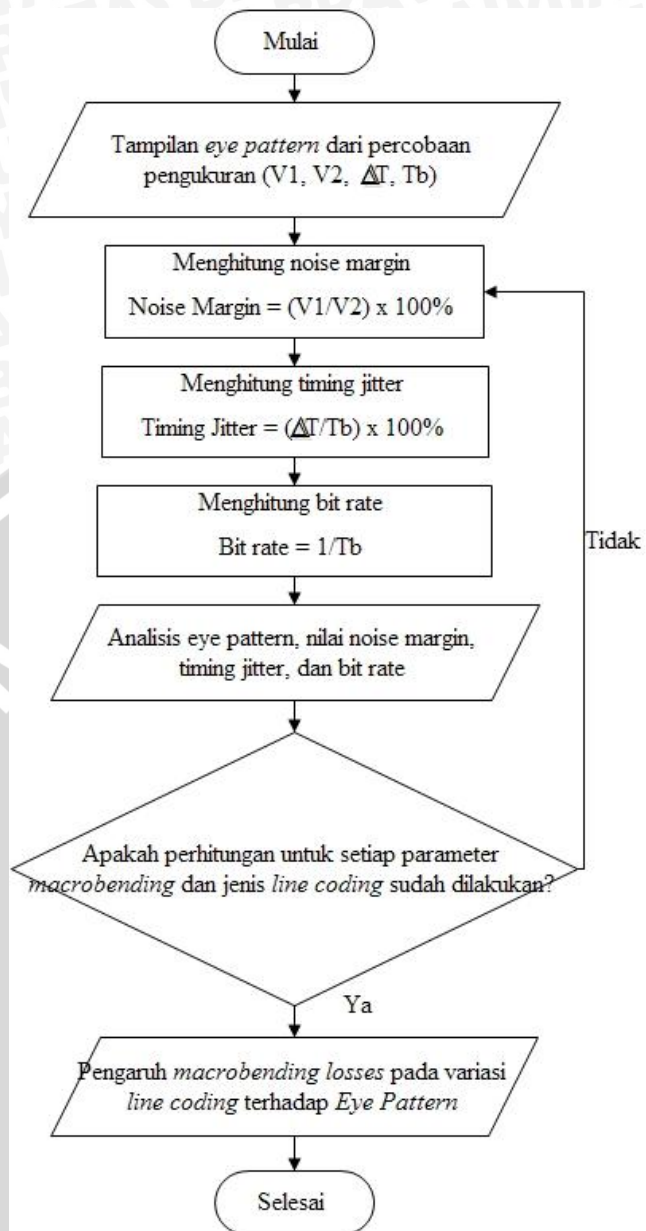 Mulai
Tampilan eye pattern dari percobaan
pengukuran (V1, V2, ΔT, Tb)
Menghitung noise margin
Noise Margin = (V1/V2) x 100%
Menghitung timing jitter
Timing Jitter = (ΔT/Tb) x 100%
Menghitung bit rate
Bit rate = 1/Tb
Tidak
Analisis eye pattern, nilai noise margin,
timing jitter, dan bit rate
Apakah perhitungan untuk setiap parameter
macrobending dan jenis line coding sudah dilakukan?
Ya
Pengaruh macrobending losses pada variasi
line coding terhadap Eye Pattern
Selesai